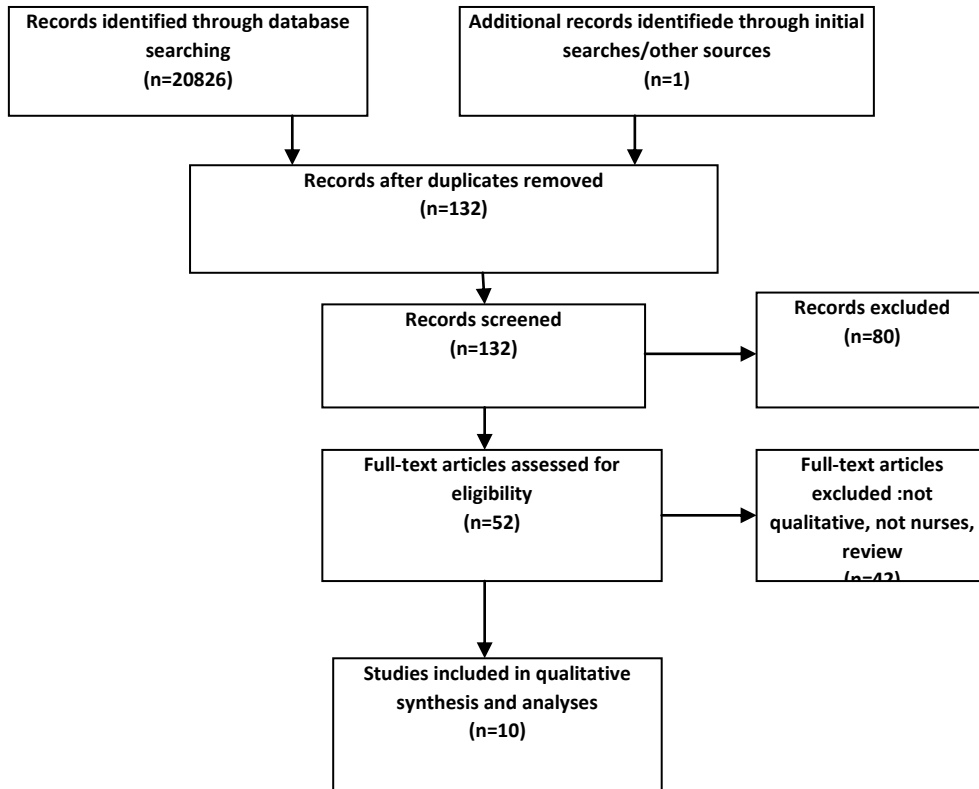 Records identified through database
searching
(n=20826)
Additional records identifiede through initial
searches/other sources
(n=1)
Records after duplicates removed
(n=132)
Records screened
(n=132)
Records excluded
(n=80)
Full-text articles assessed for
eligibility
(n=52)
Full-text articles
excluded :not
qualitative, not nurses,
review
(n=42)
Studies included in qualitative
synthesis and analyses
(n=10)